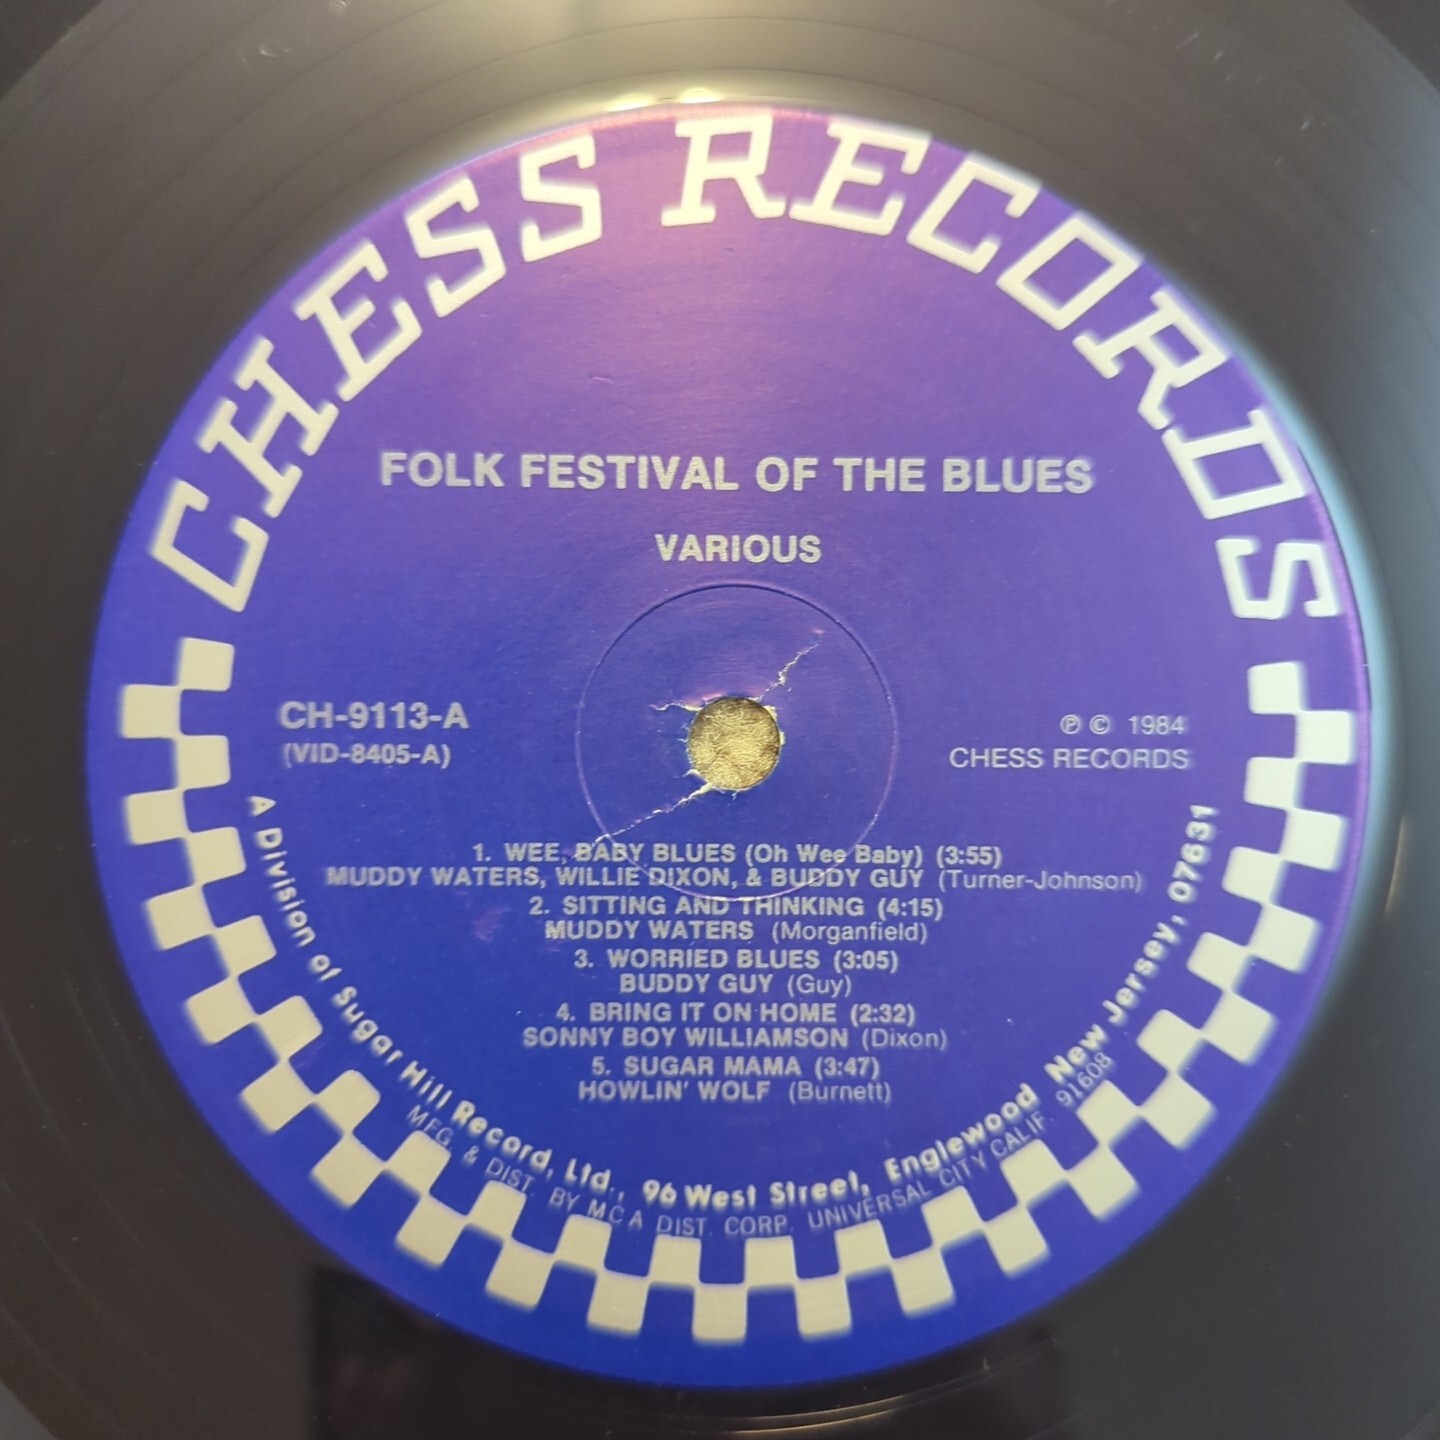 CHESS RECORDS
FOLK FESTIVAL OF THE BLUES
VARIOUS
CH-9113-A
(VID-8405-A)
℗ © 1984
CHESS RECORDS
1. WEE, BABY BLUES (Oh Wee Baby) (3:55)
MUDDY WATERS, WILLIE DIXON, & BUDDY GUY (Turner-Johnson)
2. SITTING AND THINKING (4:15)
MUDDY WATERS (Morganfield)
3. WORRIED BLUES (3:05)
BUDDY GUY (Guy)
4. BRING IT ON HOME (2:32)
SONNY BOY WILLIAMSON (Dixon)
5. SUGAR MAMA (3:47)
HOWLIN' WOLF (Burnett)
A Division of Sugar Hill Record, Ltd., 96 West Street, Englewood New Jersey, 07631
MFG. & DIST. BY MCA DIST. CORP. UNIVERSAL CITY CALIF. 91608